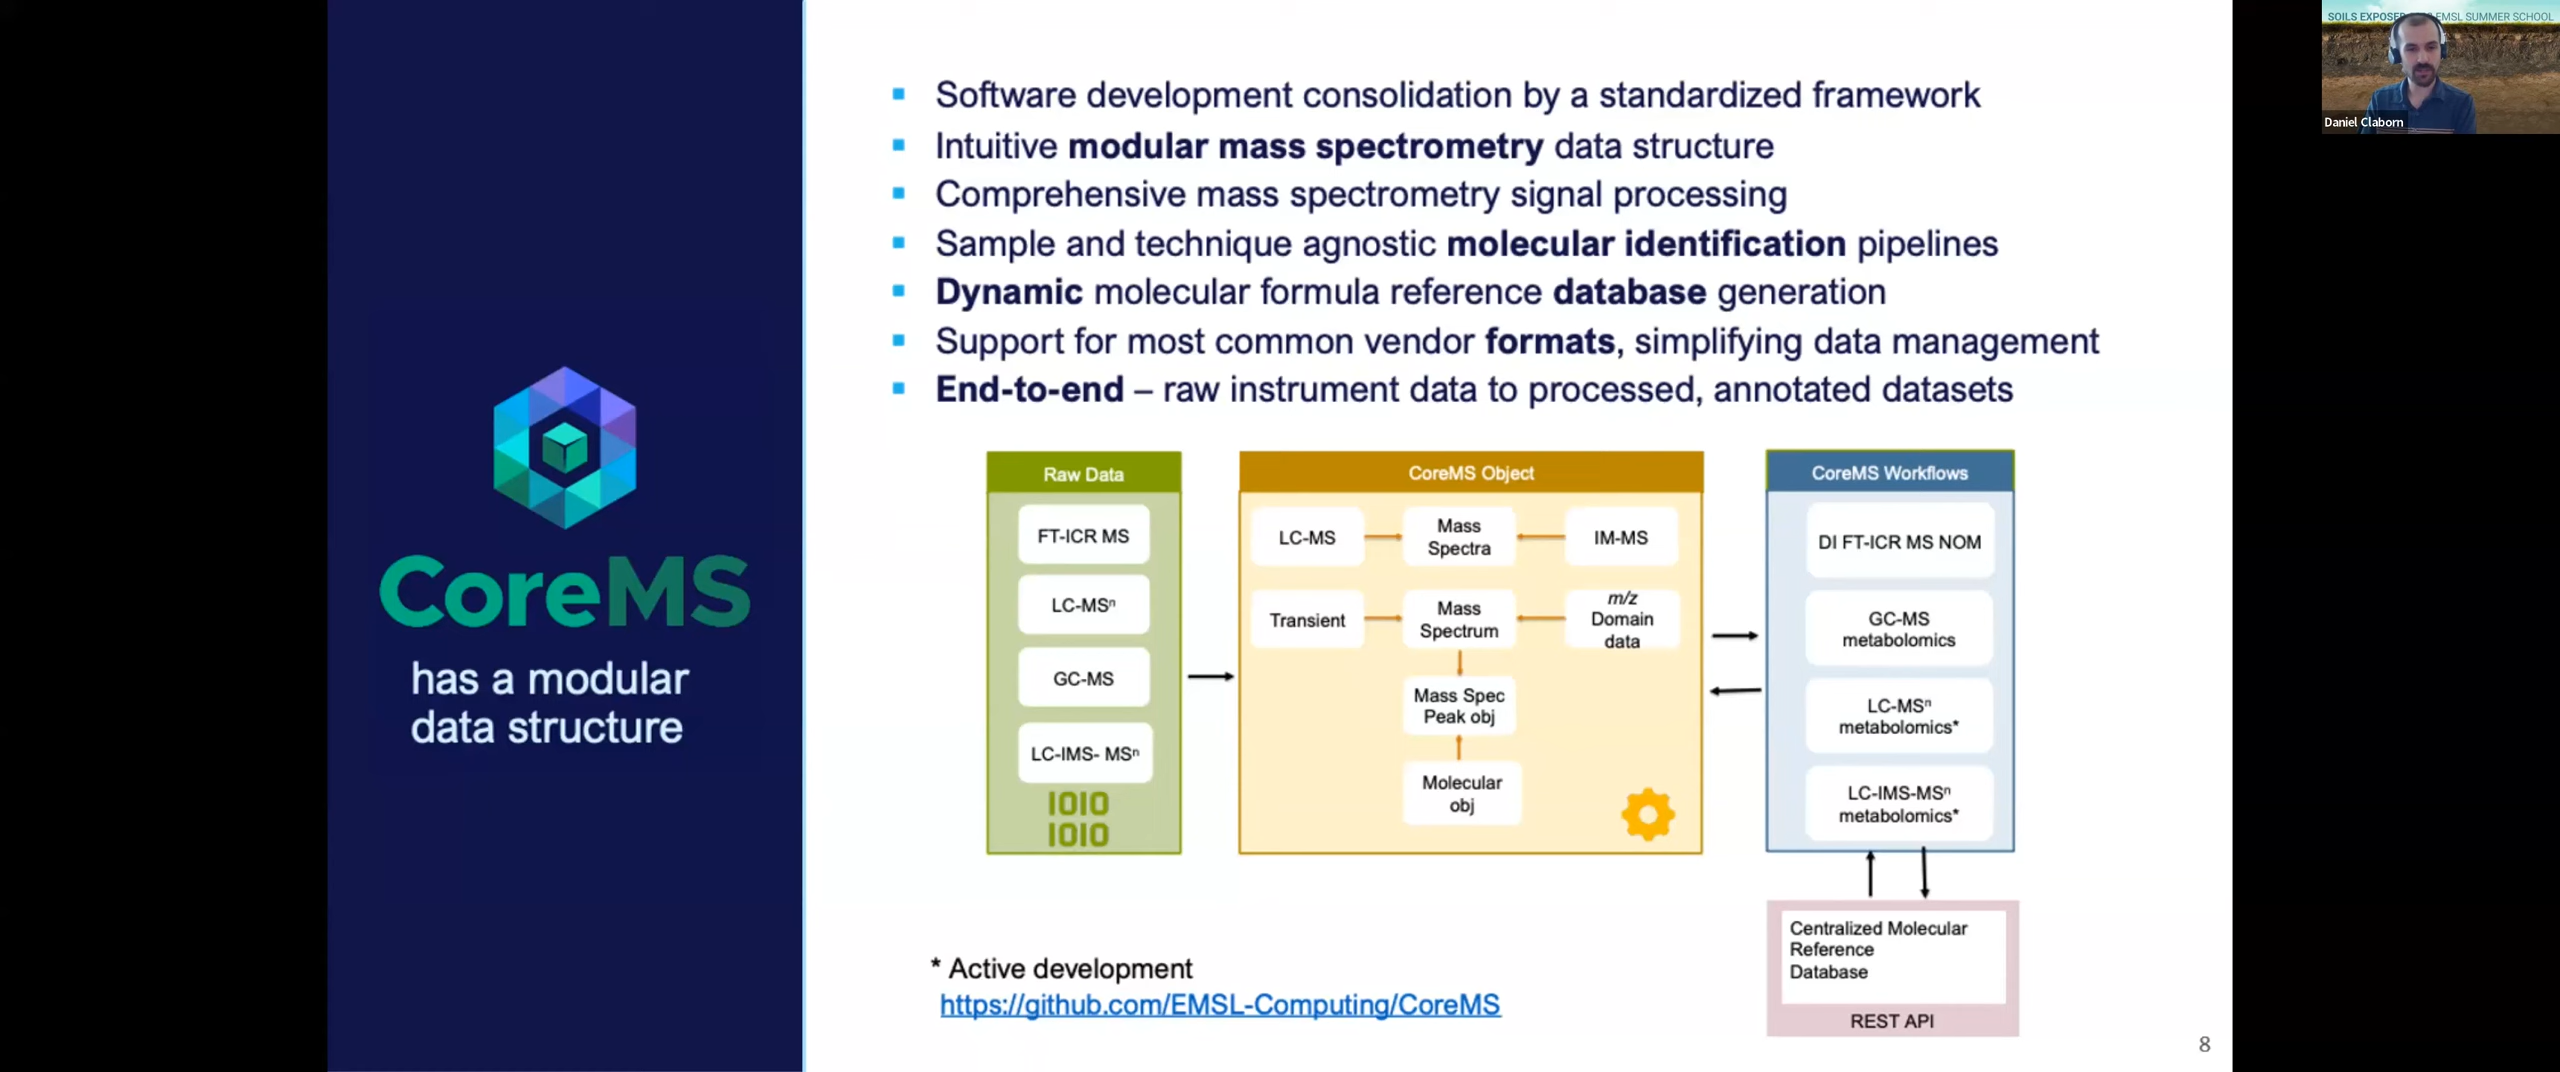 SOILS EXPOSE EMSL SUMMER SCHOOL
Daniel Claborn
CoreMS
has a modular
data structure
▪ Software development consolidation by a standardized framework
▪ Intuitive modular mass spectrometry data structure
▪ Comprehensive mass spectrometry signal processing
▪ Sample and technique agnostic molecular identification pipelines
▪ Dynamic molecular formula reference database generation
▪ Support for most common vendor formats, simplifying data management
▪ End-to-end – raw instrument data to processed, annotated datasets
Raw Data
FT-ICR MS
LC-MSⁿ
GC-MS
LC-IMS- MSⁿ
1010
1010
CoreMS Object
LC-MS
Mass
Spectra
IM-MS
Transient
Mass
Spectrum
m/z
Domain
data
Mass Spec
Peak obj
Molecular
obj
CoreMS Workflows
DI FT-ICR MS NOM
GC-MS
metabolomics
LC-MSⁿ
metabolomics*
LC-IMS-MSⁿ
metabolomics*
Centralized Molecular
Reference
Database
REST API
* Active development
https://github.com/EMSL-Computing/CoreMS
8